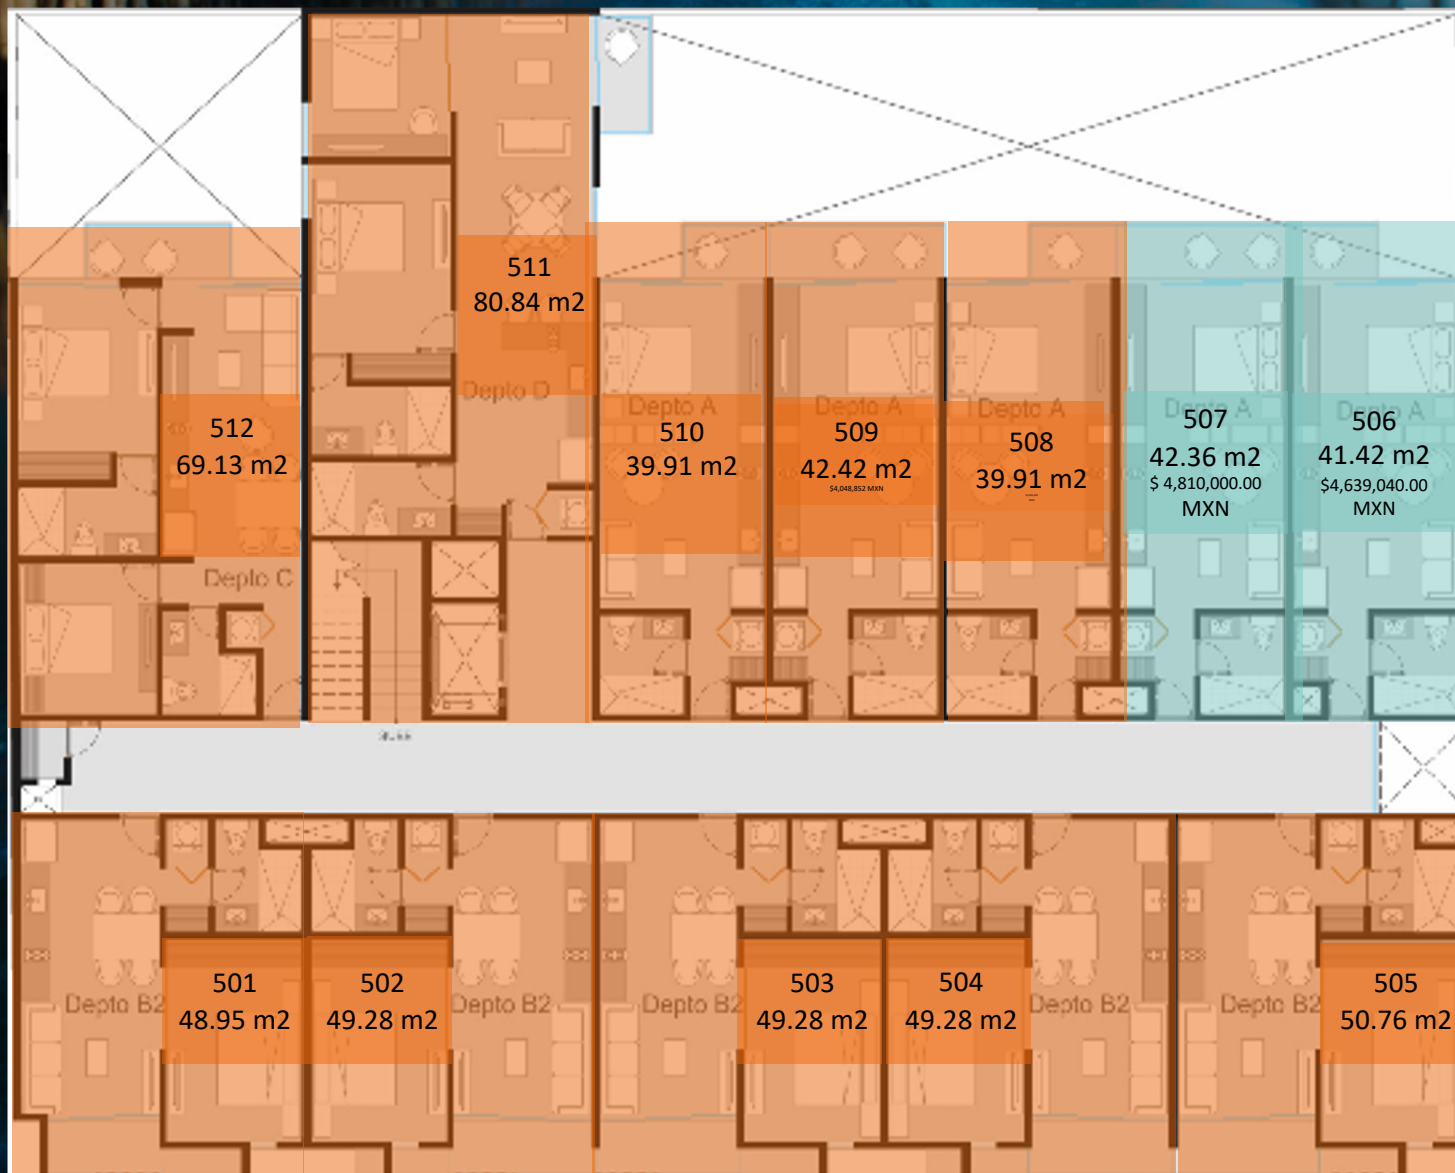 511
80.84 m2
Depto D
512
69.13 m2
Depto C
Depto A
510
39.91 m2
Depto A
509
42.42 m2
$4,048,852 MXN
Depto A
508
39.91 m2
Depto A
507
42.36 m2
$ 4,810,000.00
MXN
Depto A
506
41.42 m2
$4,639,040.00
MXN
501
48.95 m2
Depto B2
502
49.28 m2
Depto B2
503
49.28 m2
Depto B2
504
49.28 m2
Depto B2
505
50.76 m2
Depto B2